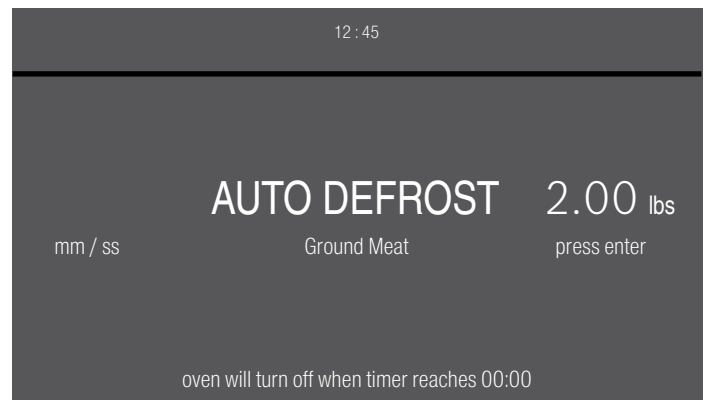 12 : 45
AUTO DEFROST 2.00 lbs
mm / ss Ground Meat press enter
oven will turn off when timer reaches 00:00